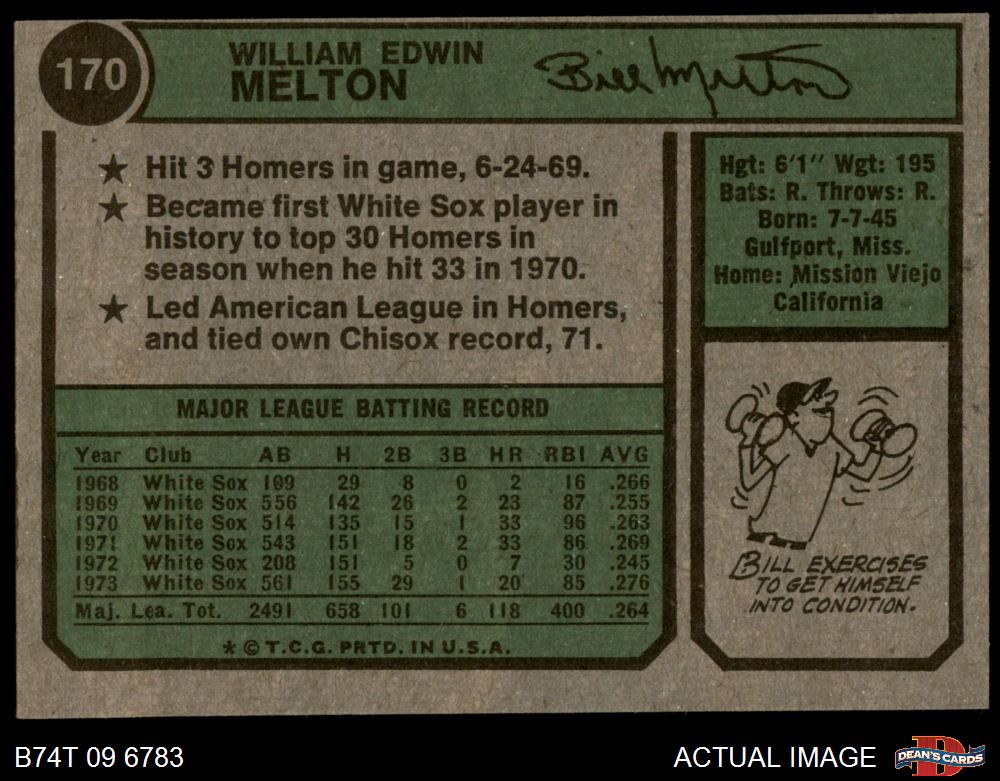 170
WILLIAM EDWIN
MELTON
Bill Melton
★ Hit 3 Homers in game, 6-24-69.
★ Became first White Sox player in
history to top 30 Homers in
season when he hit 33 in 1970.
★ Led American League in Homers,
and tied own Chisox record, 71.
MAJOR LEAGUE BATTING RECORD
Year Club AB H 2B 3B HR RBI AVG
1968 White Sox 109 29 8 0 2 16 .266
1969 White Sox 556 142 26 2 23 87 .255
1970 White Sox 514 135 15 1 33 96 .263
1971 White Sox 543 151 18 2 33 86 .269
1972 White Sox 208 151 5 0 7 30 .245
1973 White Sox 561 155 29 1 20 85 .276
Maj. Lea. Tot. 2491 658 101 6 118 400 .264
* © T.C.G. PRTD. IN U.S.A.
Hgt: 6'1" Wgt: 195
Bats: R. Throws: R.
Born: 7-7-45
Gulfport, Miss.
Home: Mission Viejo
California
BILL EXERCISES
TO GET HIMSELF
INTO CONDITION.
B74T 09 6783
ACTUAL IMAGE
D
DEAN'S CARDS